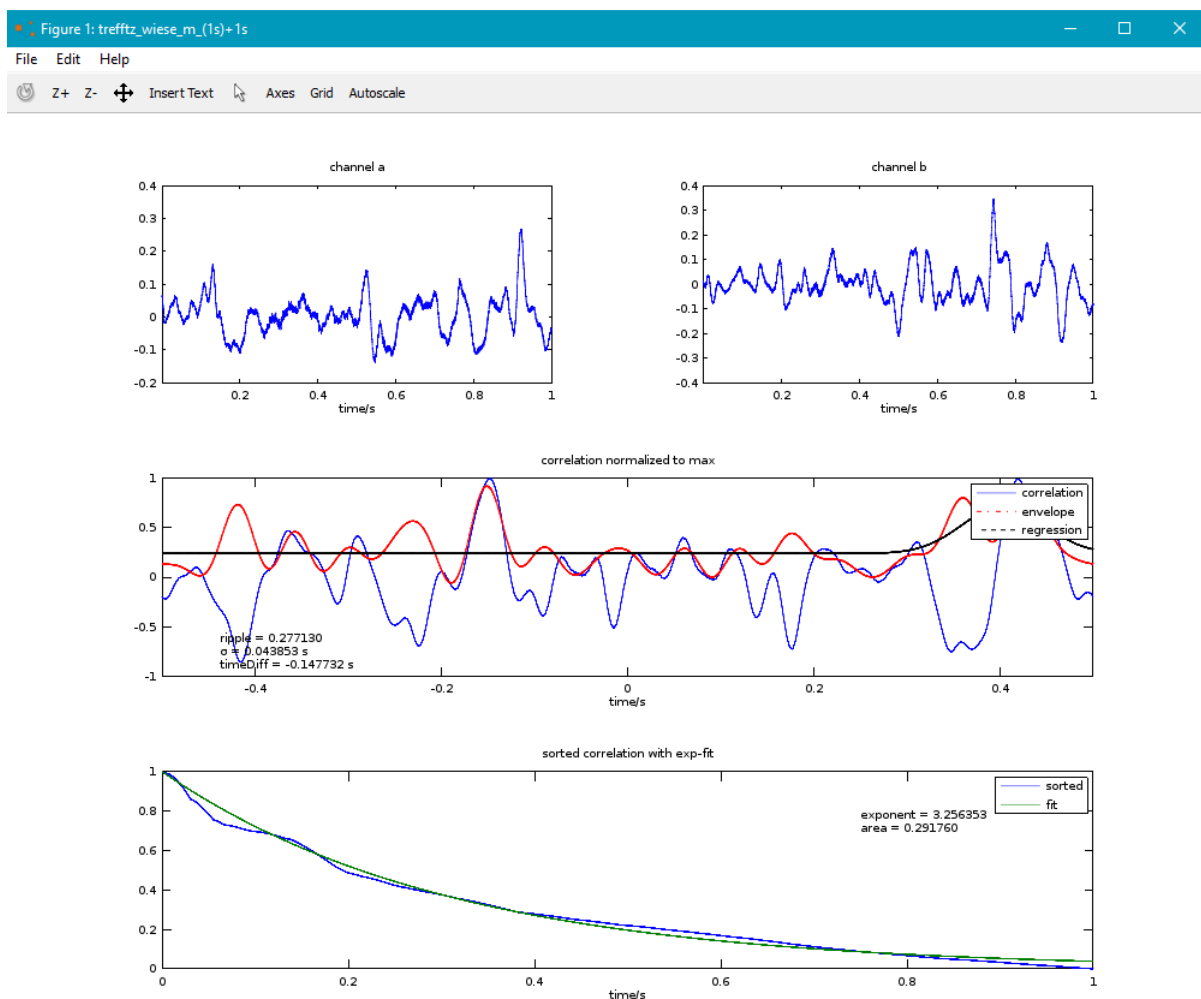 Figure 1: trefftz_wiese_m_(1s)+1s
File Edit Help
Z+ Z- Insert Text Axes Grid Autoscale
channel a
0.4
0.3
0.2
0.1
0
-0.1
-0.2
0.2 0.4 0.6 0.8 1
time/s
channel b
0.4
0.3
0.2
0.1
0
-0.1
-0.2
-0.3
-0.4
0.2 0.4 0.6 0.8 1
time/s
correlation normalized to max
1
0.5
0
-0.5
-1
correlation
envelope
regression
ripple = 0.277130
σ = 0.043853 s
timeDiff = -0.147732 s
-0.4 -0.2 0 0.2 0.4
time/s
sorted correlation with exp-fit
1
0.8
0.6
0.4
0.2
0
sorted
fit
exponent = 3.256353
area = 0.291760
0 0.2 0.4 0.6 0.8 1
time/s